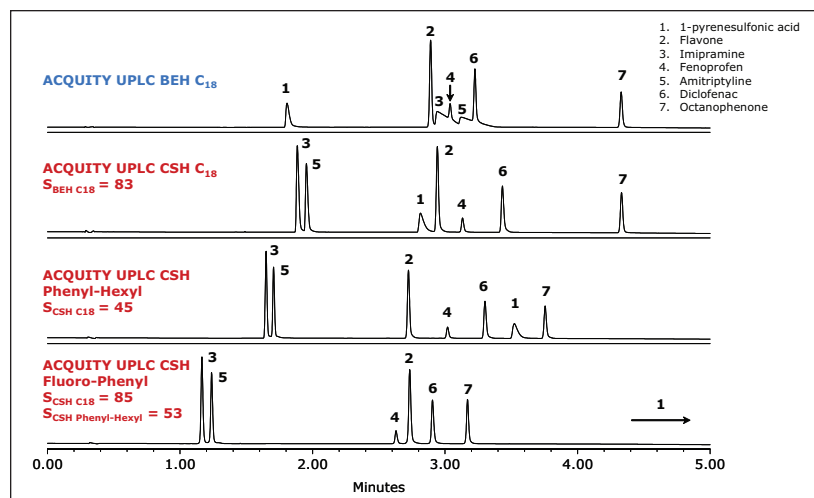 1. 1-pyrenesulfonic acid
2. Flavone
3. Imipramine
4. Fenoprofen
5. Amitriptyline
6. Diclofenac
7. Octanophenone
ACQUITY UPLC BEH C18
1 2 3 4 5 6 7
ACQUITY UPLC CSH C18
SBEH C18 = 83
3 5 1 2 4 6 7
ACQUITY UPLC CSH
Phenyl-Hexyl
SCSH C18 = 45
3 5 2 4 6 1 7
ACQUITY UPLC CSH
Fluoro-Phenyl
SCSH C18 = 85
SCSH Phenyl-Hexyl = 53
3 5 4 2 6 7 1
0.00 1.00 2.00 3.00 4.00 5.00
Minutes